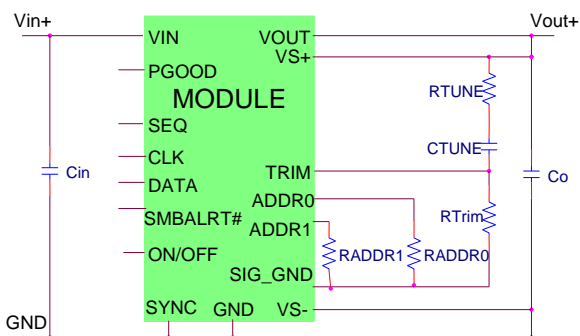 Vin+
Vout+
VIN
VOUT
VS+
PGOOD
RTUNE
MODULE
SEQ
CTUNE
CLK
TRIM
Cin
Co
DATA
ADDR0
SMBALRT#
RTrim
ADDR1
ON/OFF
RADDR1
RADDR0
SIG_GND
SYNC
GND
VS-
GND